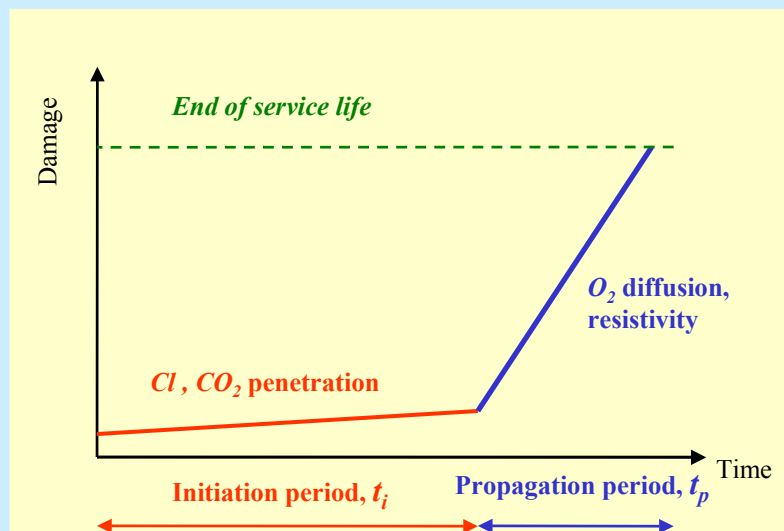 End of service life
Damage
O₂ diffusion,
resistivity
Cl , CO₂ penetration
Time
Initiation period, tᵢ
Propagation period, tₚ